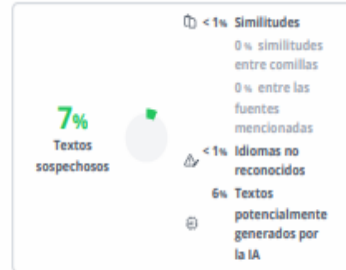 7%
Textos
sospechosos
< 1% Similitudes
0 % similitudes
entre comillas
0 % entre las
fuentes
mencionadas
< 1% Idiomas no
reconocidos
6% Textos
potencialmente
generados por
la IA